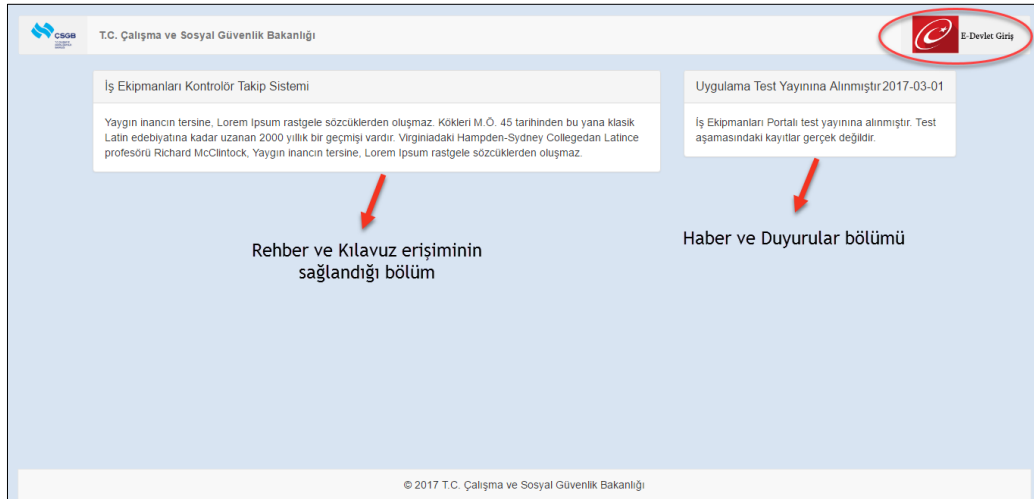 ÇSGB
T.C. Çalışma ve Sosyal Güvenlik Bakanlığı
E-Devlet Giriş
İş Ekipmanları Kontrolör Takip Sistemi
Yaygın inancın tersine, Lorem Ipsum rastgele sözcüklerden oluşmaz. Kökleri M.Ö. 45 tarihinden bu yana klasik
Latin edebiyatına kadar uzanan 2000 yıllık bir geçmişi vardır. Virginiadaki Hampden-Sydney Collegedan Latince
profesörü Richard McClintock, Yaygın inancın tersine, Lorem Ipsum rastgele sözcüklerden oluşmaz.
Uygulama Test Yayınına Alınmıştır2017-03-01
İş Ekipmanları Portalı test yayınına alınmıştır. Test
aşamasındaki kayıtlar gerçek değildir.
Rehber ve Kılavuz erişiminin
sağlandığı bölüm
Haber ve Duyurular bölümü
© 2017 T.C. Çalışma ve Sosyal Güvenlik Bakanlığı